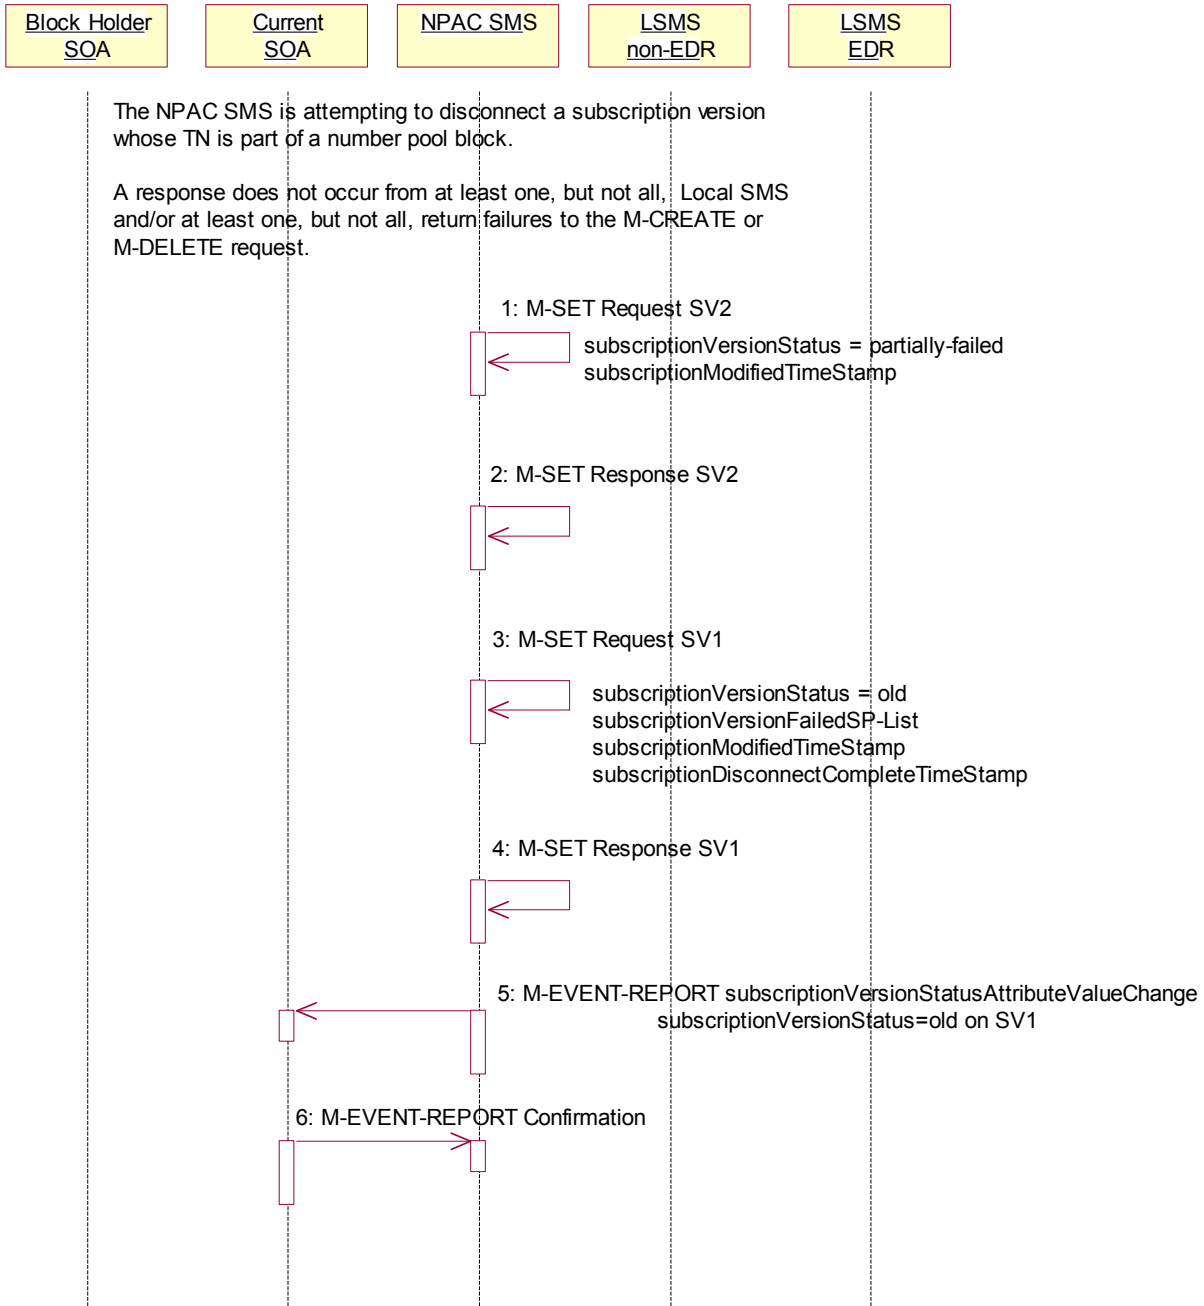 Block Holder
SOA
Current
SOA
NPAC SMS
LSMS
non-EDR
LSMS
EDR
The NPAC SMS is attempting to disconnect a subscription version
whose TN is part of a number pool block.
A response does not occur from at least one, but not all, Local SMS
and/or at least one, but not all, return failures to the M-CREATE or
M-DELETE request.
1: M-SET Request SV2
subscriptionVersionStatus = partially-failed
subscriptionModifiedTimeStamp
2: M-SET Response SV2
3: M-SET Request SV1
subscriptionVersionStatus = old
subscriptionVersionFailedSP-List
subscriptionModifiedTimeStamp
subscriptionDisconnectCompleteTimeStamp
4: M-SET Response SV1
5: M-EVENT-REPORT subscriptionVersionStatusAttributeValueChange
subscriptionVersionStatus=old on SV1
6: M-EVENT-REPORT Confirmation